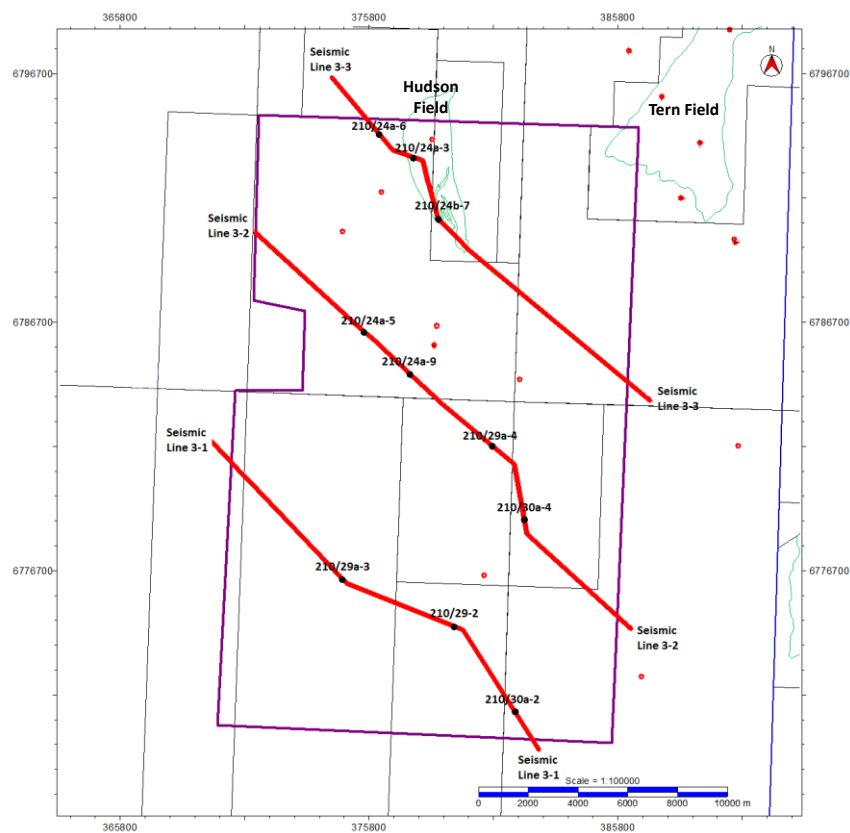 365800
375800
385800
6796700
6796700
Seismic
Line 3-3
N
Hudson
Field
Tern Field
210/24a-6
210/24a-3
210/24b-7
Seismic
Line 3-2
6786700
6786700
210/24a-5
210/24a-9
Seismic
Line 3-3
Seismic
Line 3-1
210/29a-4
210/30a-4
6776700
6776700
210/29a-3
210/29-2
Seismic
Line 3-2
210/30a-2
Seismic
Line 3-1
Scale = 1:100000
0 2000 4000 6000 8000 10000 m
365800
375800
385800